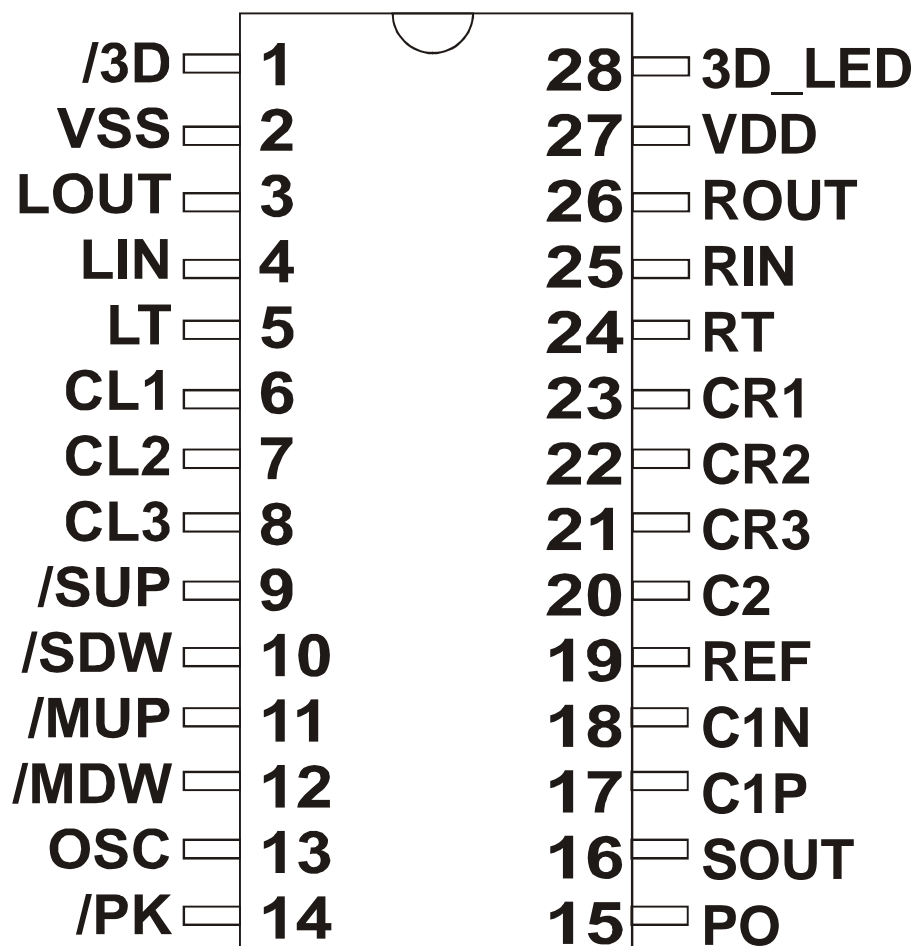 /3D 1 28 3D_LED
VSS 2 27 VDD
LOUT 3 26 ROUT
LIN 4 25 RIN
LT 5 24 RT
CL1 6 23 CR1
CL2 7 22 CR2
CL3 8 21 CR3
/SUP 9 20 C2
/SDW 10 19 REF
/MUP 11 18 C1N
/MDW 12 17 C1P
OSC 13 16 SOUT
/PK 14 15 PO